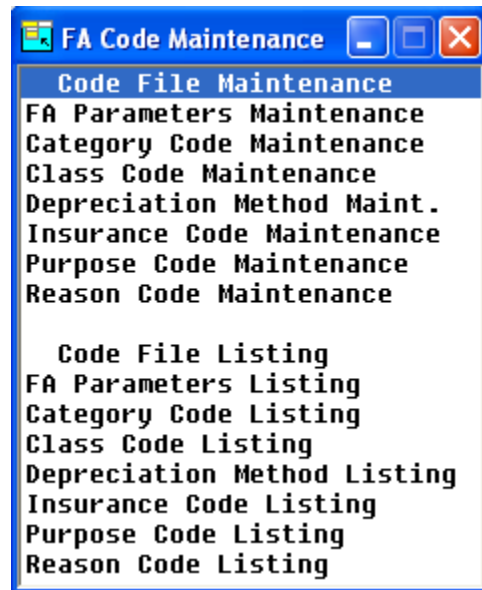 FA Code Maintenance
Code File Maintenance
FA Parameters Maintenance
Category Code Maintenance
Class Code Maintenance
Depreciation Method Maint.
Insurance Code Maintenance
Purpose Code Maintenance
Reason Code Maintenance
Code File Listing
FA Parameters Listing
Category Code Listing
Class Code Listing
Depreciation Method Listing
Insurance Code Listing
Purpose Code Listing
Reason Code Listing